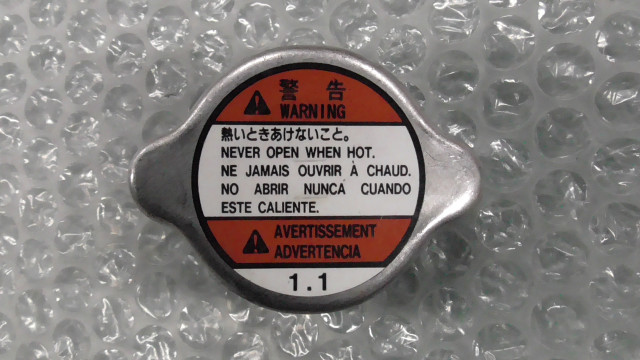 警告
WARNING
熱いときあけないこと。
NEVER OPEN WHEN HOT.
NE JAMAIS OUVRIR À CHAUD.
NO ABRIR NUNCA CUANDO
ESTE CALIENTE.
AVERTISSEMENT
ADVERTENCIA
1.1